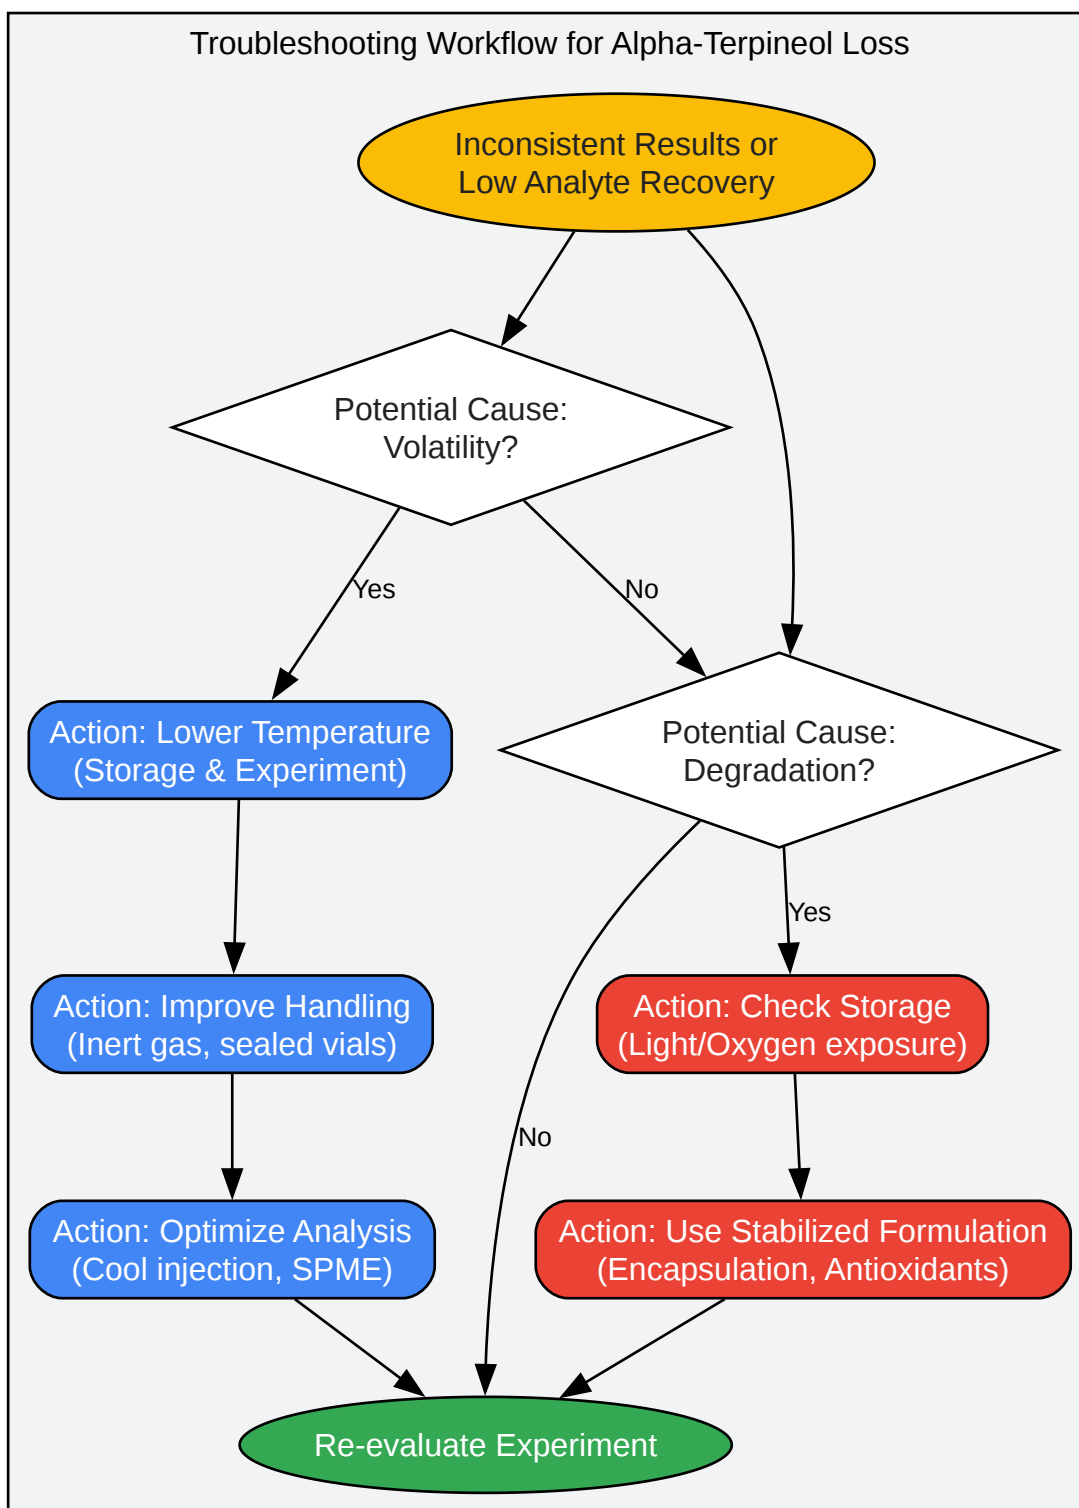 Troubleshooting Workflow for Alpha-Terpineol Loss
Inconsistent Results or
Low Analyte Recovery
Potential Cause:
Volatility?
Yes
No
Action: Lower Temperature
(Storage & Experiment)
Potential Cause:
Degradation?
Yes
Action: Improve Handling
(Inert gas, sealed vials)
Action: Check Storage
(Light/Oxygen exposure)
No
Action: Optimize Analysis
(Cool injection, SPME)
Action: Use Stabilized Formulation
(Encapsulation, Antioxidants)
Re-evaluate Experiment